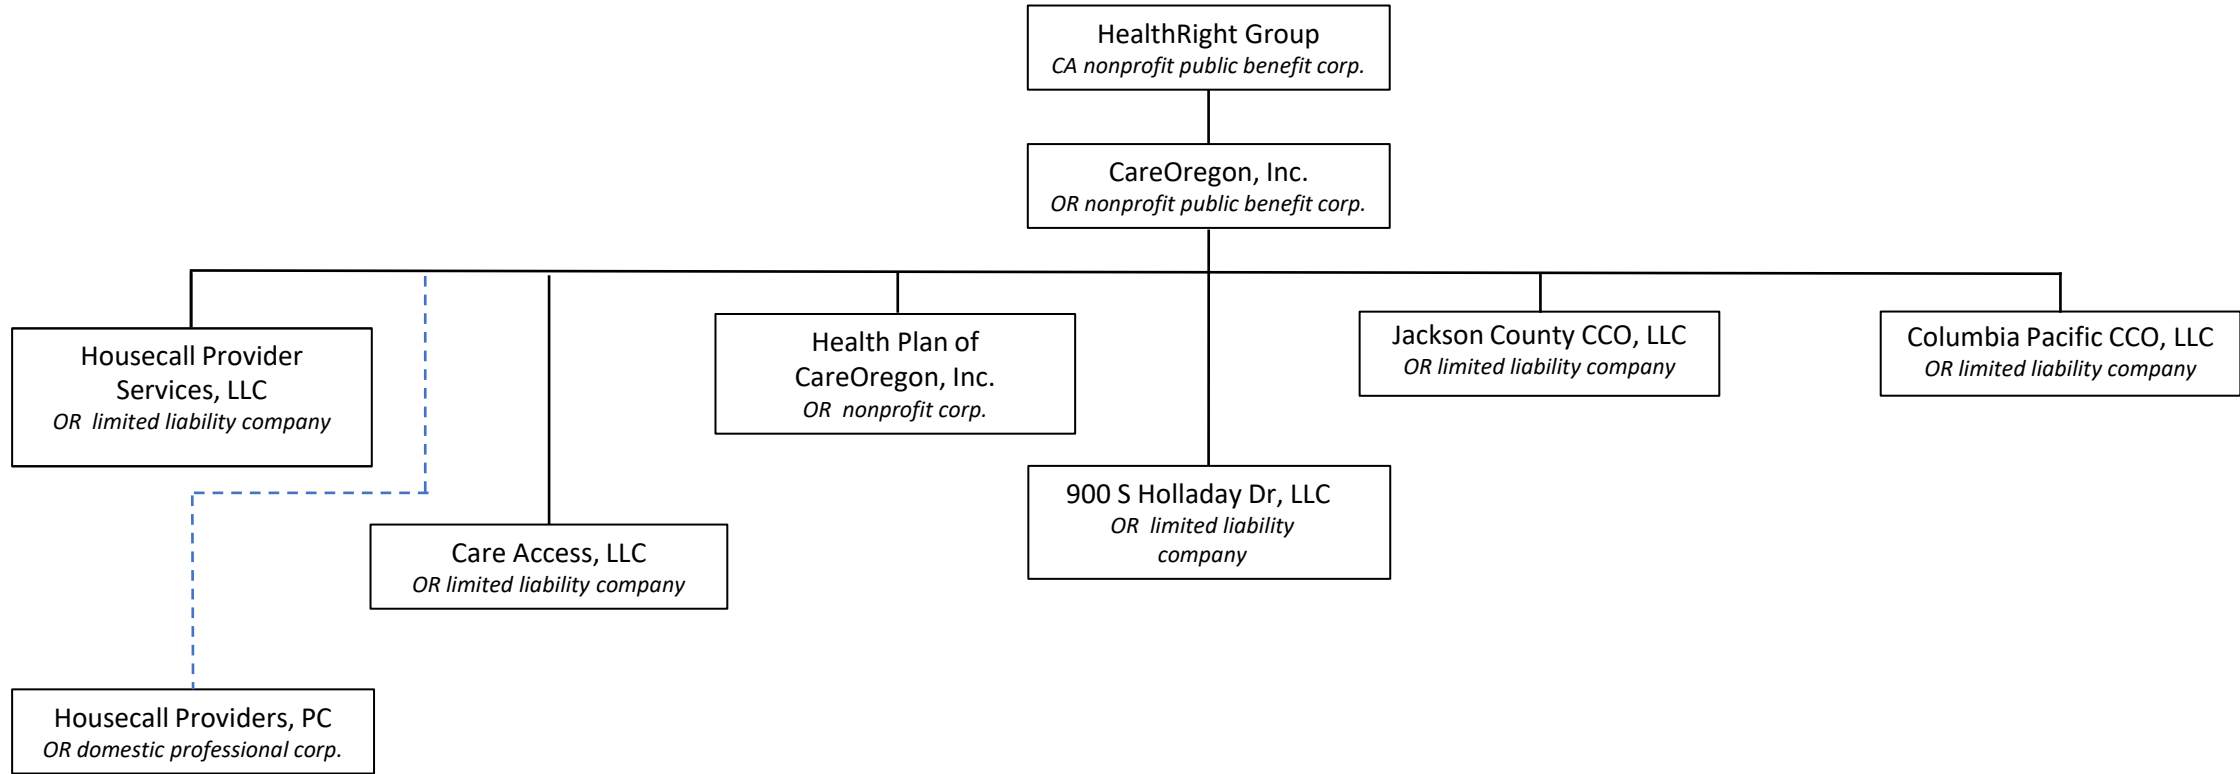 HealthRight Group
CA nonprofit public benefit corp.
CareOregon, Inc.
OR nonprofit public benefit corp.
Housecall Provider
Services, LLC
OR  limited liability company
Health Plan of
CareOregon, Inc.
OR  nonprofit corp.
Jackson County CCO, LLC
OR limited liability company
Columbia Pacific CCO, LLC
OR limited liability company
Care Access, LLC
OR limited liability company
900 S Holladay Dr, LLC
OR  limited liability
company
Housecall Providers, PC
OR domestic professional corp.